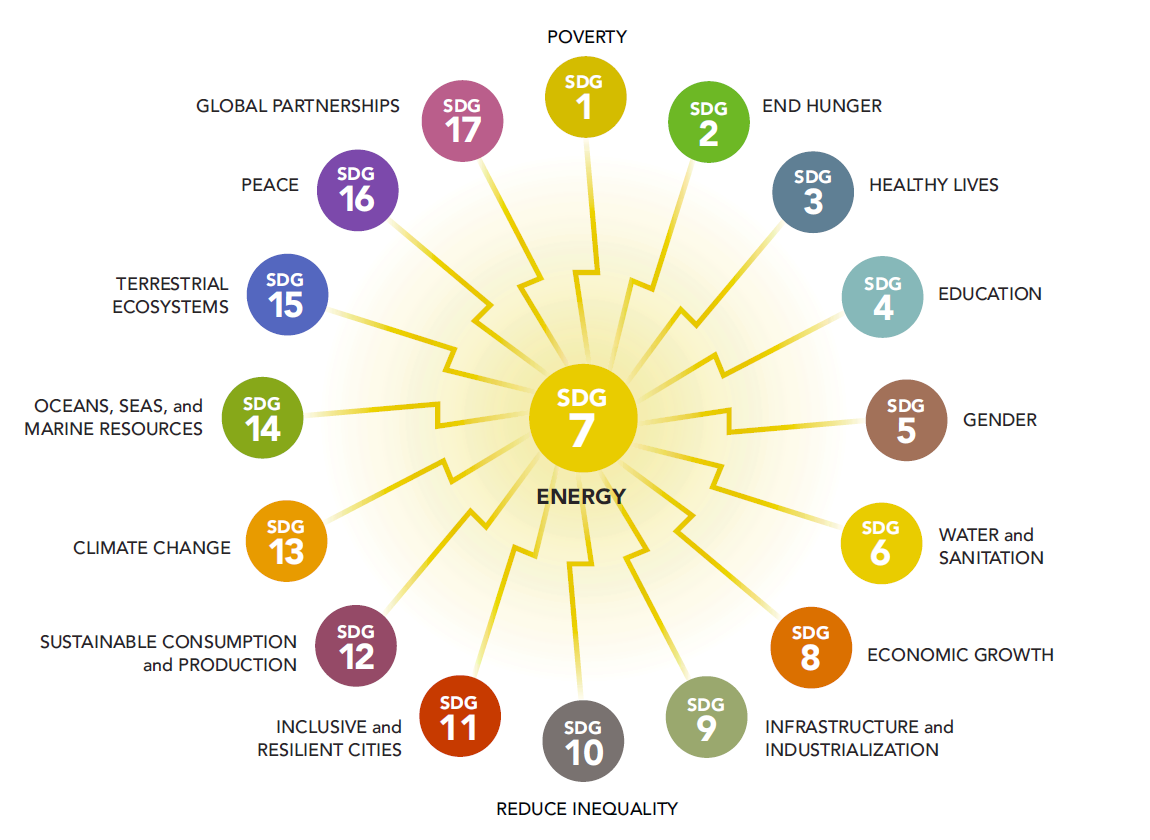 POVERTY
SDG
1
GLOBAL PARTNERSHIPS
SDG
17
SDG
2
END HUNGER
PEACE
SDG
16
SDG
3
HEALTHY LIVES
TERRESTRIAL
ECOSYSTEMS
SDG
15
SDG
4
EDUCATION
OCEANS, SEAS, and
MARINE RESOURCES
SDG
14
SDG
7
ENERGY
SDG
5
GENDER
CLIMATE CHANGE
SDG
13
SDG
6
WATER and
SANITATION
SUSTAINABLE CONSUMPTION
and PRODUCTION
SDG
12
SDG
8
ECONOMIC GROWTH
INCLUSIVE and
RESILIENT CITIES
SDG
11
SDG
10
REDUCE INEQUALITY
SDG
9
INFRASTRUCTURE and
INDUSTRIALIZATION